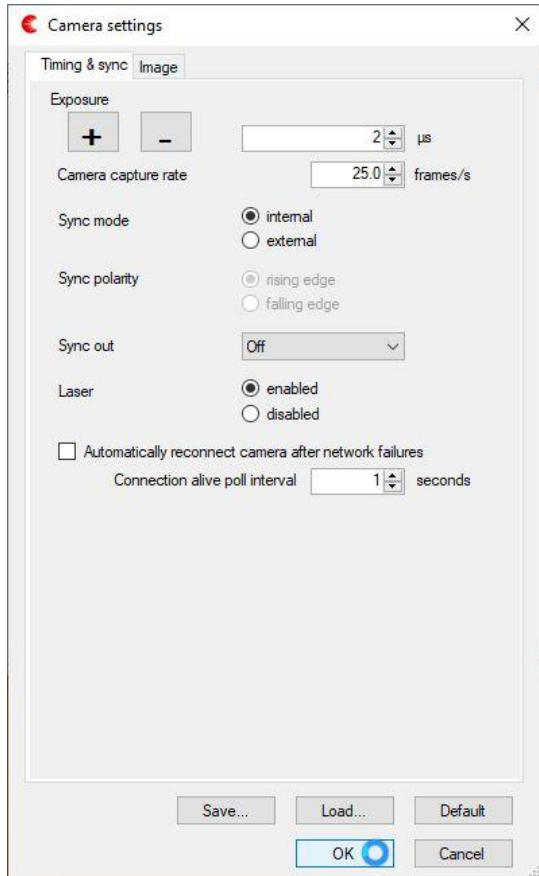 Camera settings
Timing & sync Image
Exposure
+ - 2 µs
Camera capture rate 25.0 frames/s
Sync mode internal
external
Sync polarity rising edge
falling edge
Sync out Off
Laser enabled
disabled
Automatically reconnect camera after network failures
Connection alive poll interval 1 seconds
Save... Load... Default
OK Cancel